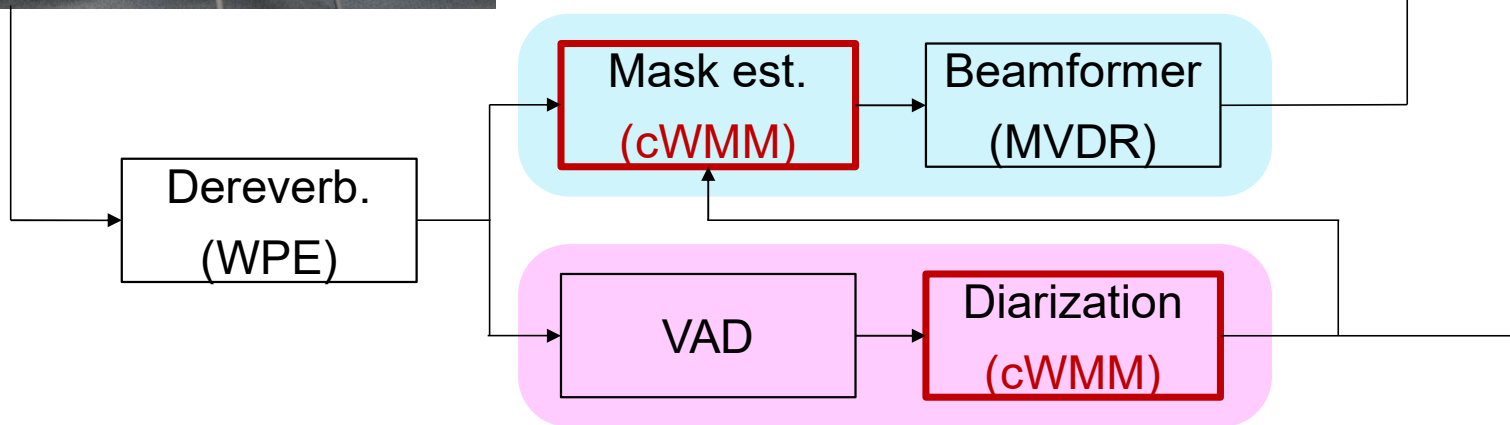 Mask est.
(cWMM)
Beamformer
(MVDR)
Dereverb.
(WPE)
VAD
Diarization
(cWMM)